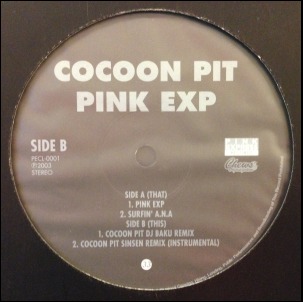 COCOON PIT
PINK EXP
SIDE B
PECL-0001
℗2003
STEREO
SIDE A (THAT)
1. PINK EXP
2. SURFIN' A.N.A
SIDE B (THIS)
1. COCOON PIT DJ BAKU REMIX
2. COCOON PIT SINSEN REMIX (INSTRUMENTAL)